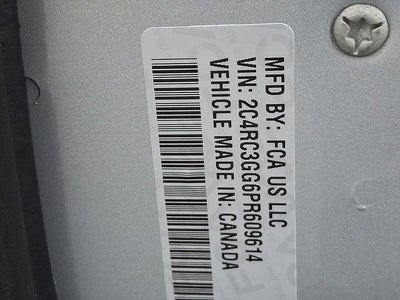 MFD BY: FCA US LLC
VIN: 2C4RC3GG6PR609614
VEHICLE MADE IN: CANADA